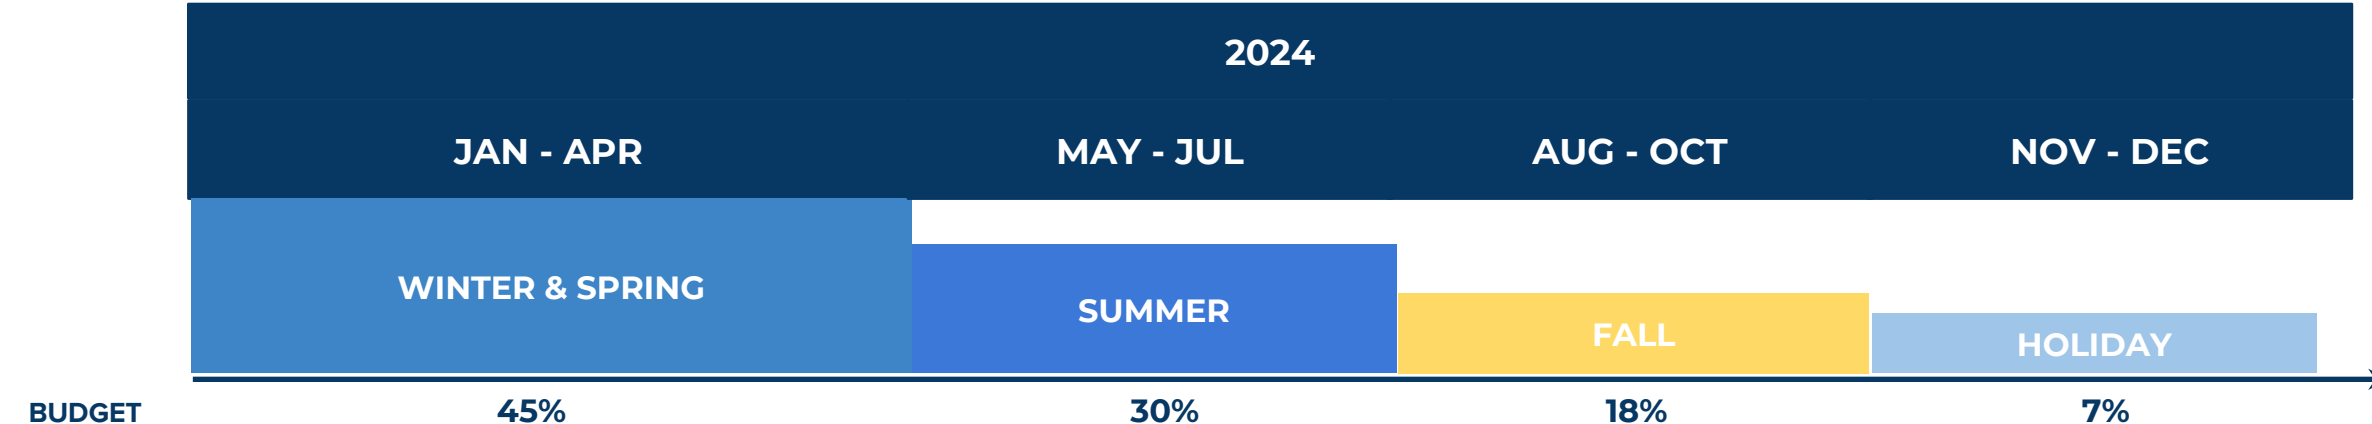 2024
JAN - APR MAY - JUL AUG - OCT NOV - DEC
WINTER & SPRING SUMMER FALL HOLIDAY
BUDGET 45% 30% 18% 7%